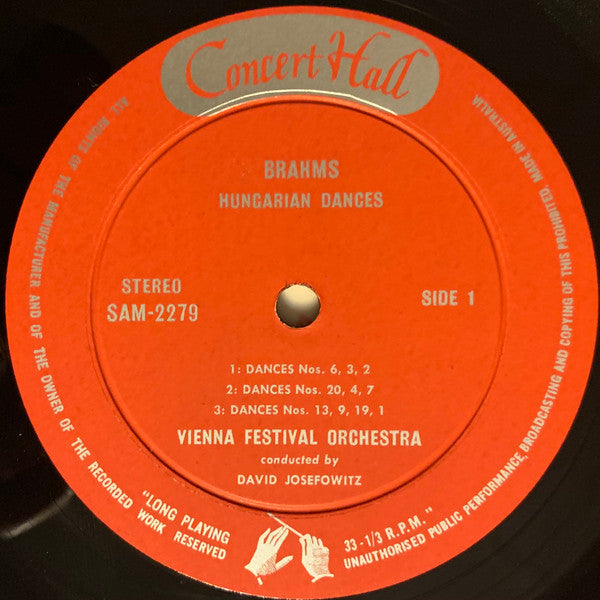 Concert Hall
BRAHMS
HUNGARIAN DANCES
STEREO
SAM-2279
SIDE 1
1: DANCES Nos. 6, 3, 2
2: DANCES Nos. 20, 4, 7
3: DANCES Nos. 13, 9, 19, 1
VIENNA FESTIVAL ORCHESTRA
conducted by
DAVID JOSEFOWITZ
ALL RIGHTS OF THE MANUFACTURER AND OF THE OWNER OF THE RECORDED WORK RESERVED
"LONG PLAYING
33-1/3 R.P.M."
UNAUTHORISED PUBLIC PERFORMANCE, BROADCASTING AND COPYING OF THIS PROHIBITED, MADE IN AUSTRALIA